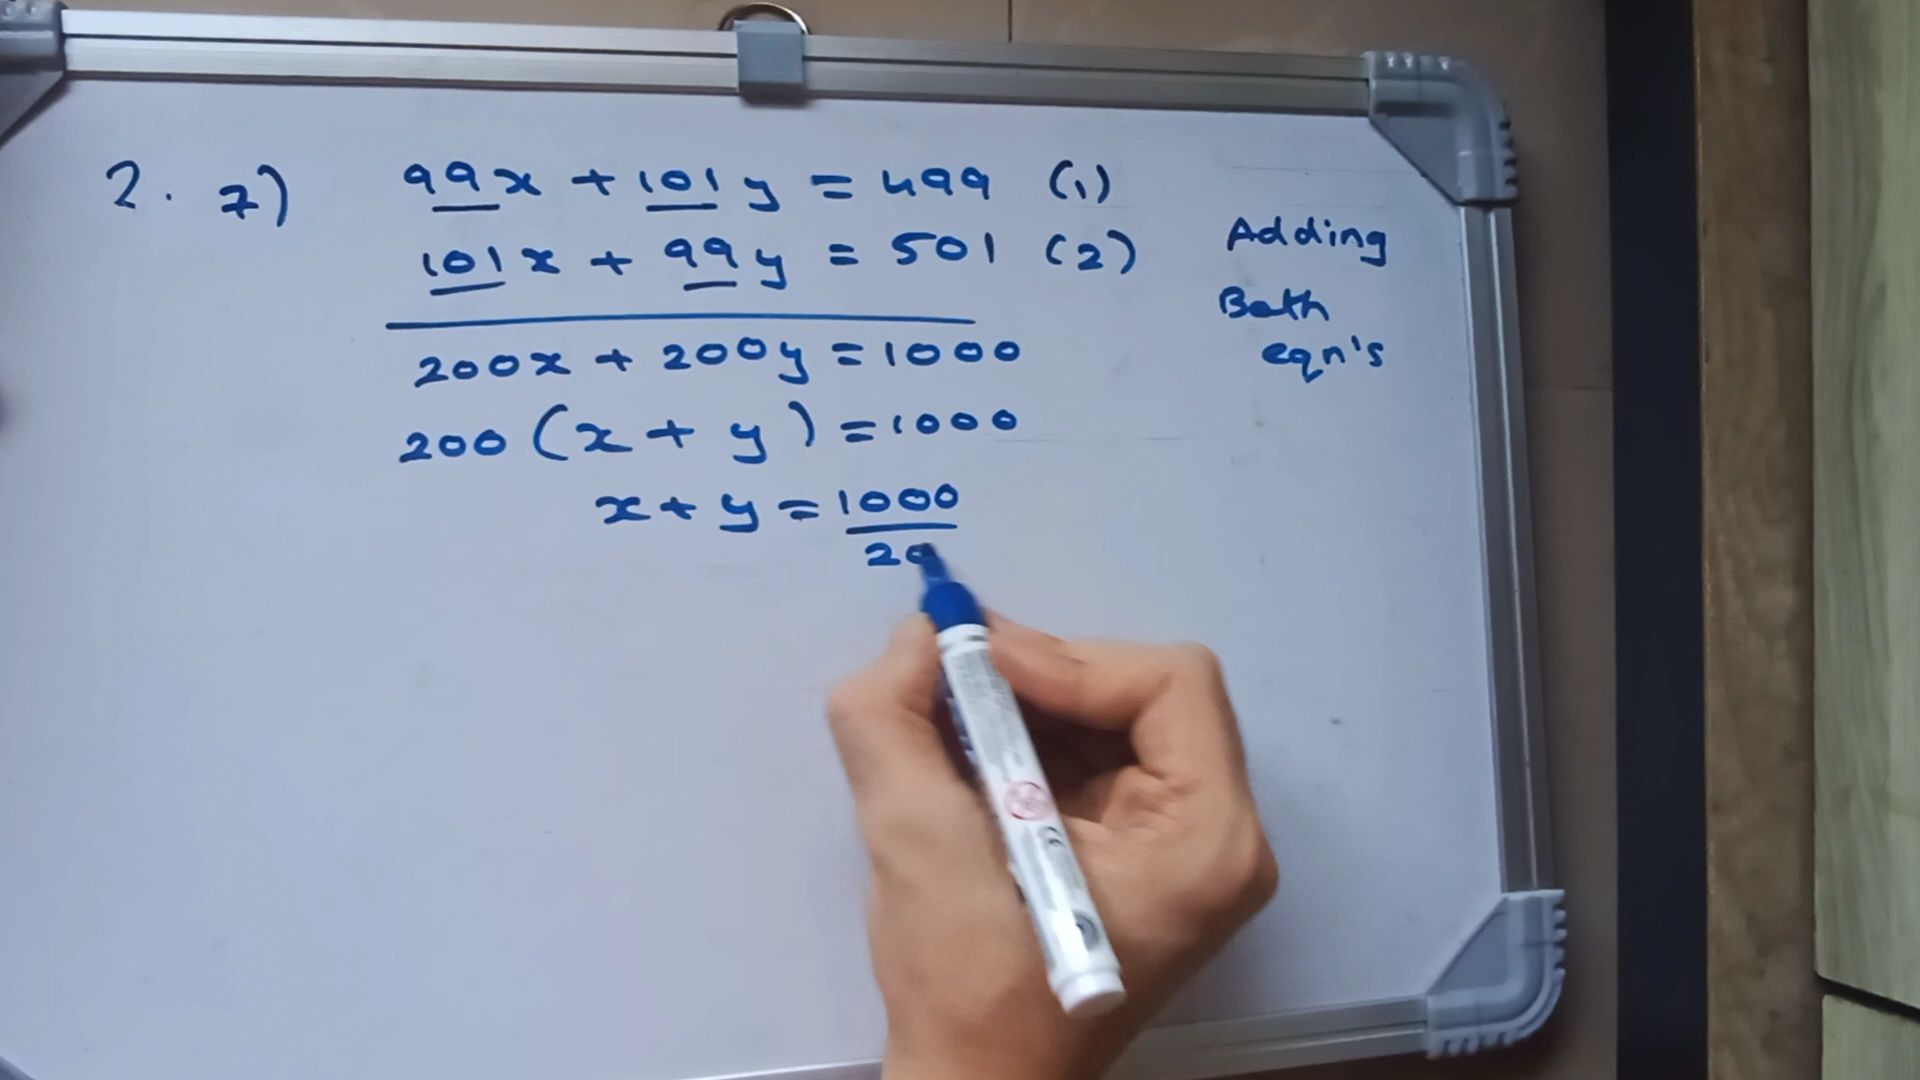 2. 7) 99x + 101y = 499 (1)
101x + 99y = 501 (2)
Adding
Both
eqn's
200x + 200y = 1000
200 (x + y) = 1000
x + y = 1000
20